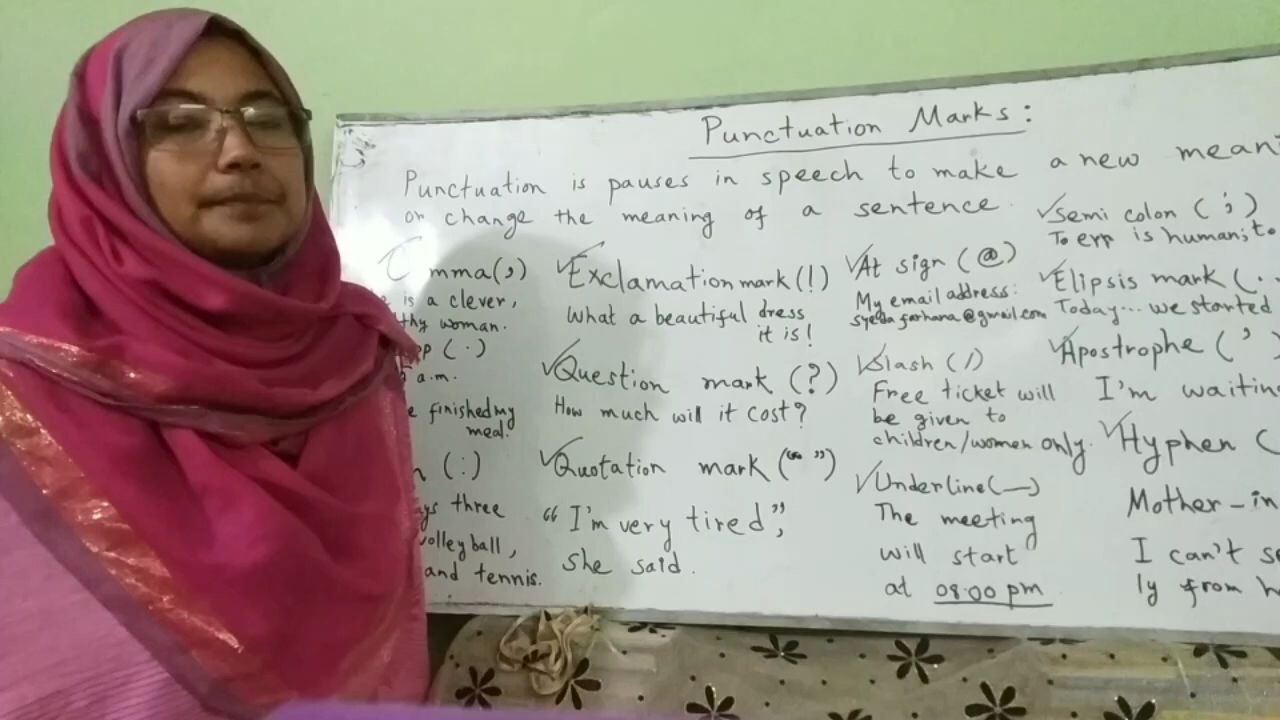 Punctuation Marks:
Punctuation is pauses in speech to make a new meani
or change the meaning of a sentence.
mma(,)
is a clever,
thy woman.
(.)
a.m.
finished my
meal.
(:)
ys three
volleyball,
and tennis.
Exclamation mark (!)
What a beautiful dress
it is!
Question mark (?)
How much will it cost?
Quotation mark (“ ”)
“I'm very tired”,
she said.
At sign (@)
My email address:
syeda farhana@gmail.com
Slash (/)
Free ticket will
be given to
children/women only.
Underline(—)
The meeting
will start
at 08:00 pm
Semi colon (;)
To erp is human; to
Elipsis mark (..
Today... we started
Apostrophe (')
I'm waitin
Hyphen (
Mother-in
I can't se
ly from h